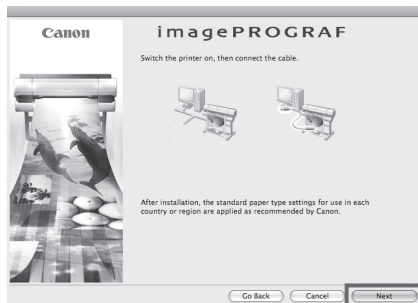 Canon
imagePROGRAF
Switch the printer on, then connect the cable.
After installation, the standard paper type settings for use in each
country or region are applied as recommended by Canon.
Go Back
Cancel
Next